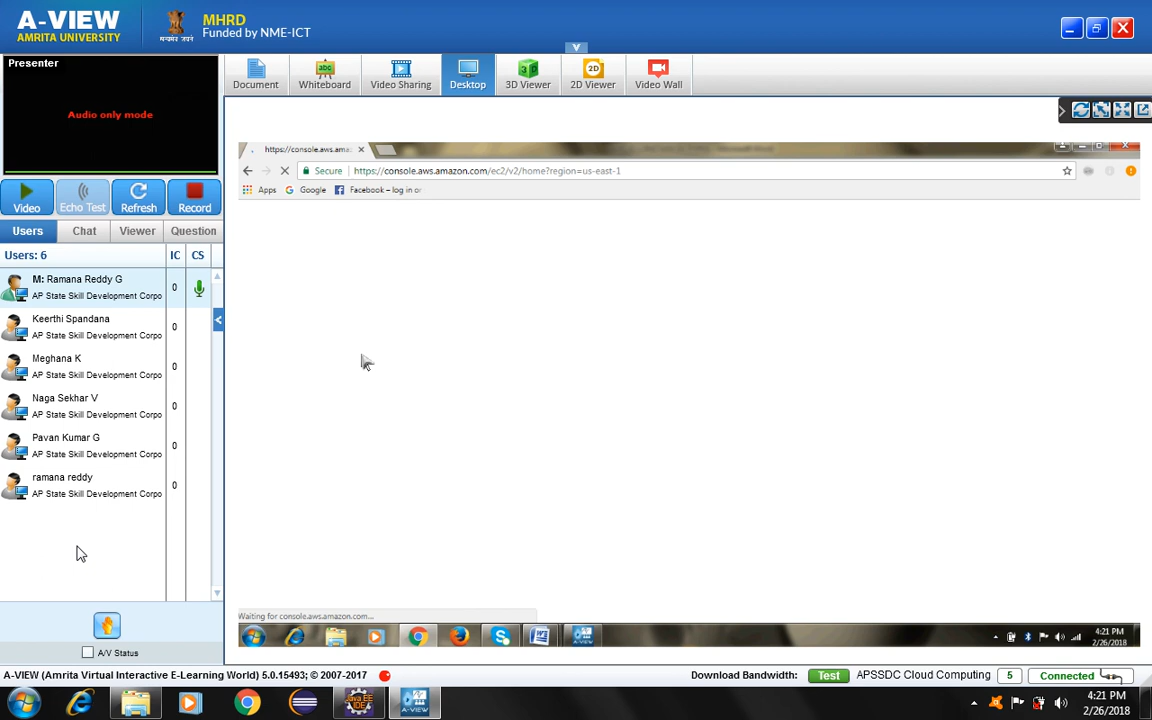 A-VIEW
AMRITA UNIVERSITY
MHRD
Funded by NME-ICT
Presenter
Audio only mode
Document
Whiteboard
Video Sharing
Desktop
3D Viewer
2D Viewer
Video Wall
Video
Echo Test
Refresh
Record
Users
Chat
Viewer
Question
Users: 6
IC
CS
M: Ramana Reddy G
AP State Skill Development Corpo
0
Keerthi Spandana
AP State Skill Development Corpo
0
Meghana K
AP State Skill Development Corpo
0
Naga Sekhar V
AP State Skill Development Corpo
0
Pavan Kumar G
AP State Skill Development Corpo
0
ramana reddy
AP State Skill Development Corpo
0
A/V Status
https://console.aws.ama
Secure
https://console.aws.amazon.com/ec2/v2/home?region=us-east-1
Apps
Google
Facebook – log in or
Waiting for console.aws.amazon.com...
4:21 PM
2/26/2018
A-VIEW (Amrita Virtual Interactive E-Learning World) 5.0.15493; © 2007-2017
Download Bandwidth:
Test
APSSDC Cloud Computing
5
Connected
4:21 PM
2/26/2018